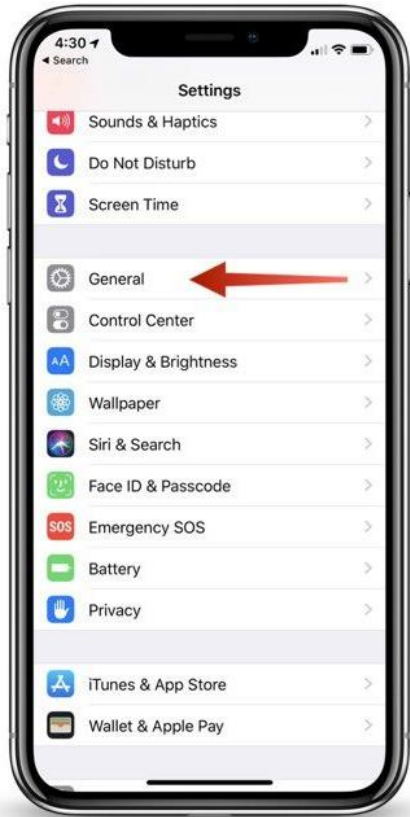 4:30
Search
Settings
Sounds & Haptics
Do Not Disturb
Screen Time
General
Control Center
AA
Display & Brightness
Wallpaper
Siri & Search
Face ID & Passcode
SOS
Emergency SOS
Battery
Privacy
iTunes & App Store
Wallet & Apple Pay